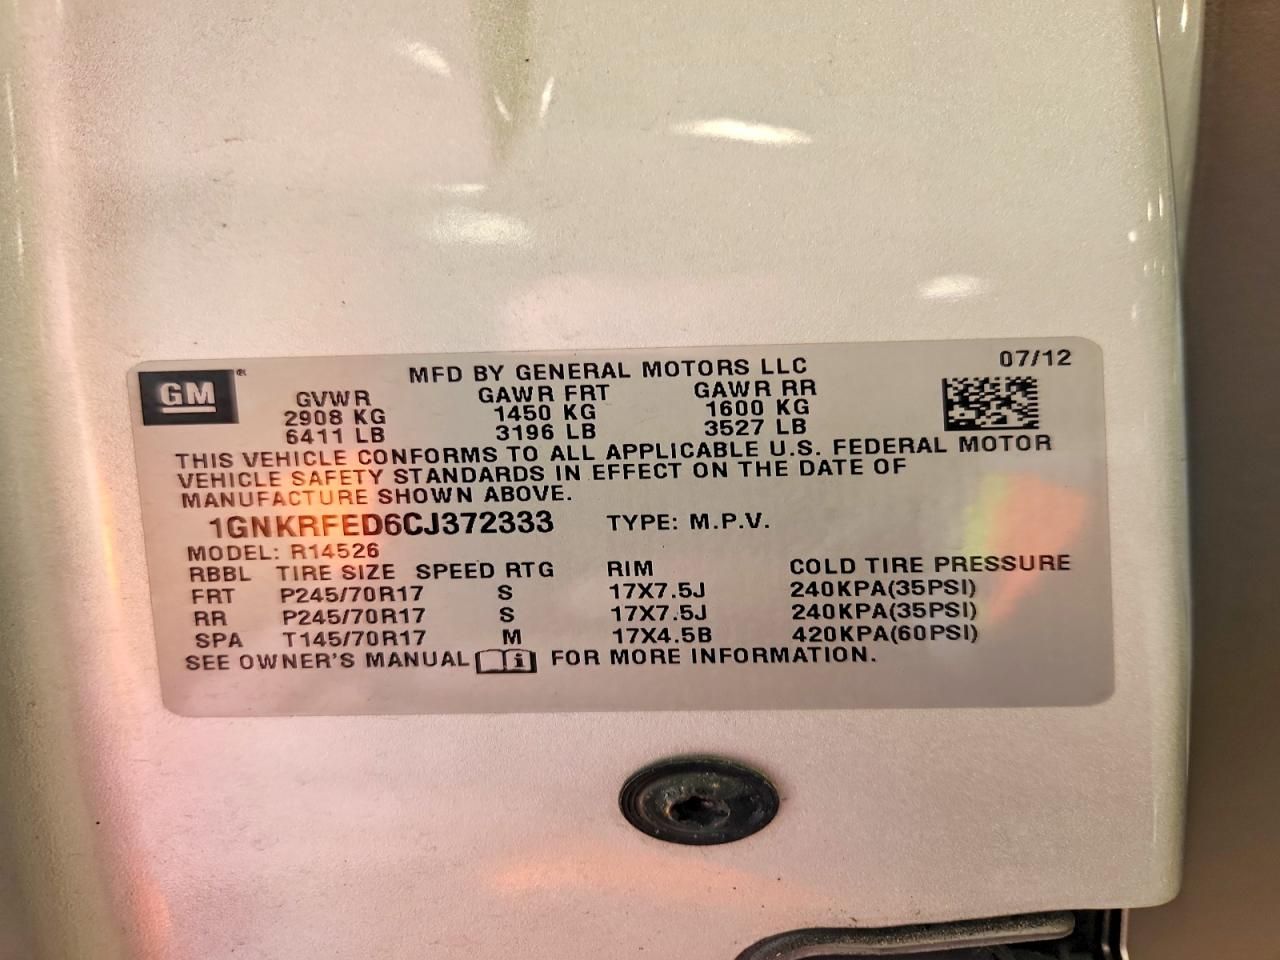 GM®
MFD BY GENERAL MOTORS LLC
07/12
GVWR GAWR FRT GAWR RR
2908 KG 1450 KG 1600 KG
6411 LB 3196 LB 3527 LB
THIS VEHICLE CONFORMS TO ALL APPLICABLE U.S. FEDERAL MOTOR
VEHICLE SAFETY STANDARDS IN EFFECT ON THE DATE OF
MANUFACTURE SHOWN ABOVE.
1GNKRFED6CJ372333 TYPE: M.P.V.
MODEL: R14526
RBBL TIRE SIZE SPEED RTG RIM COLD TIRE PRESSURE
FRT P245/70R17 S 17X7.5J 240KPA(35PSI)
RR P245/70R17 S 17X7.5J 240KPA(35PSI)
SPA T145/70R17 M 17X4.5B 420KPA(60PSI)
SEE OWNER'S MANUAL i FOR MORE INFORMATION.